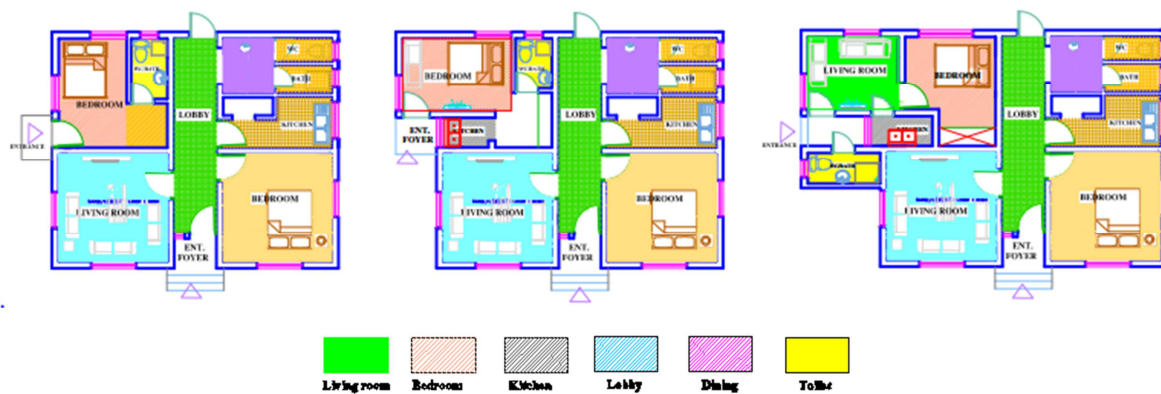 WC
W/C/BATH
BATH
BEDROOM
LOBBY
KITCHEN
ENTRANCE
BEDROOM
LIVING ROOM
ENT.
FOYER
WC
BEDROOM
BATH
ENT.
FOYER
KITCHEN
LOBBY
KITCHEN
BEDROOM
LIVING ROOM
ENT.
FOYER
WC
LIVING ROOM
BEDROOM
BATH
LOBBY
KITCHEN
ENTRANCE
BEDROOM
LIVING ROOM
ENT.
FOYER
Living room
Bedroom
Kitchen
Lobby
Dining
Toilet